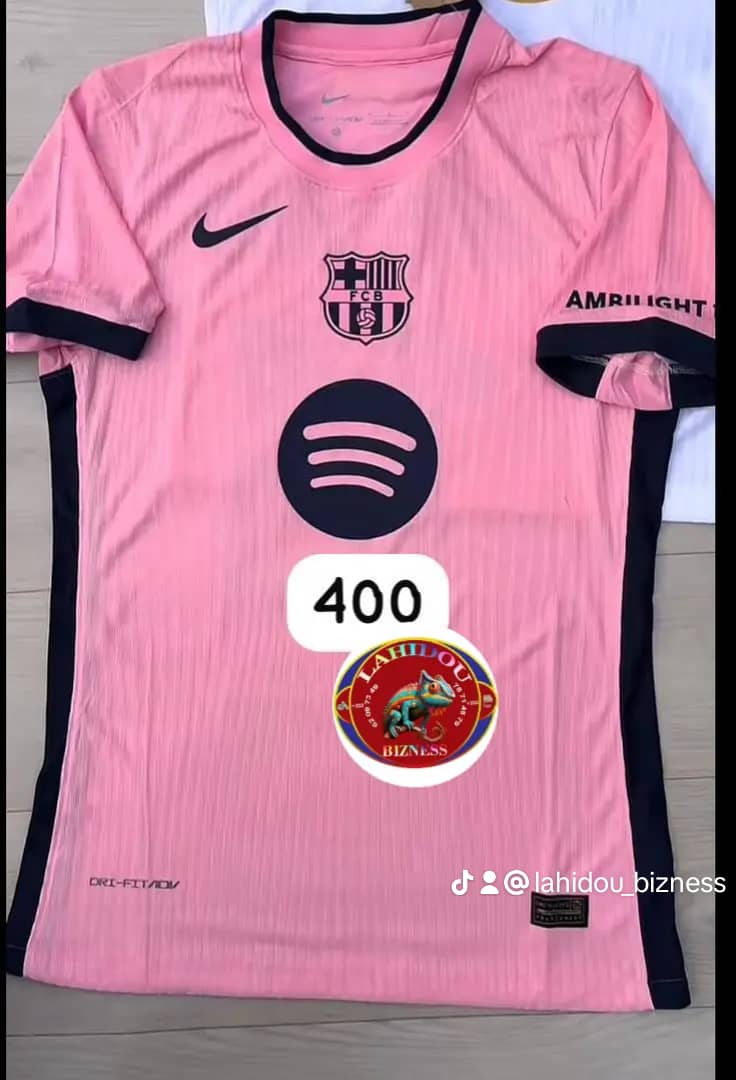 FCB
AMBILIGHT
400
LAHIDOU
BIZNESS
@lahidou_bizness
DRI-FIT ADV